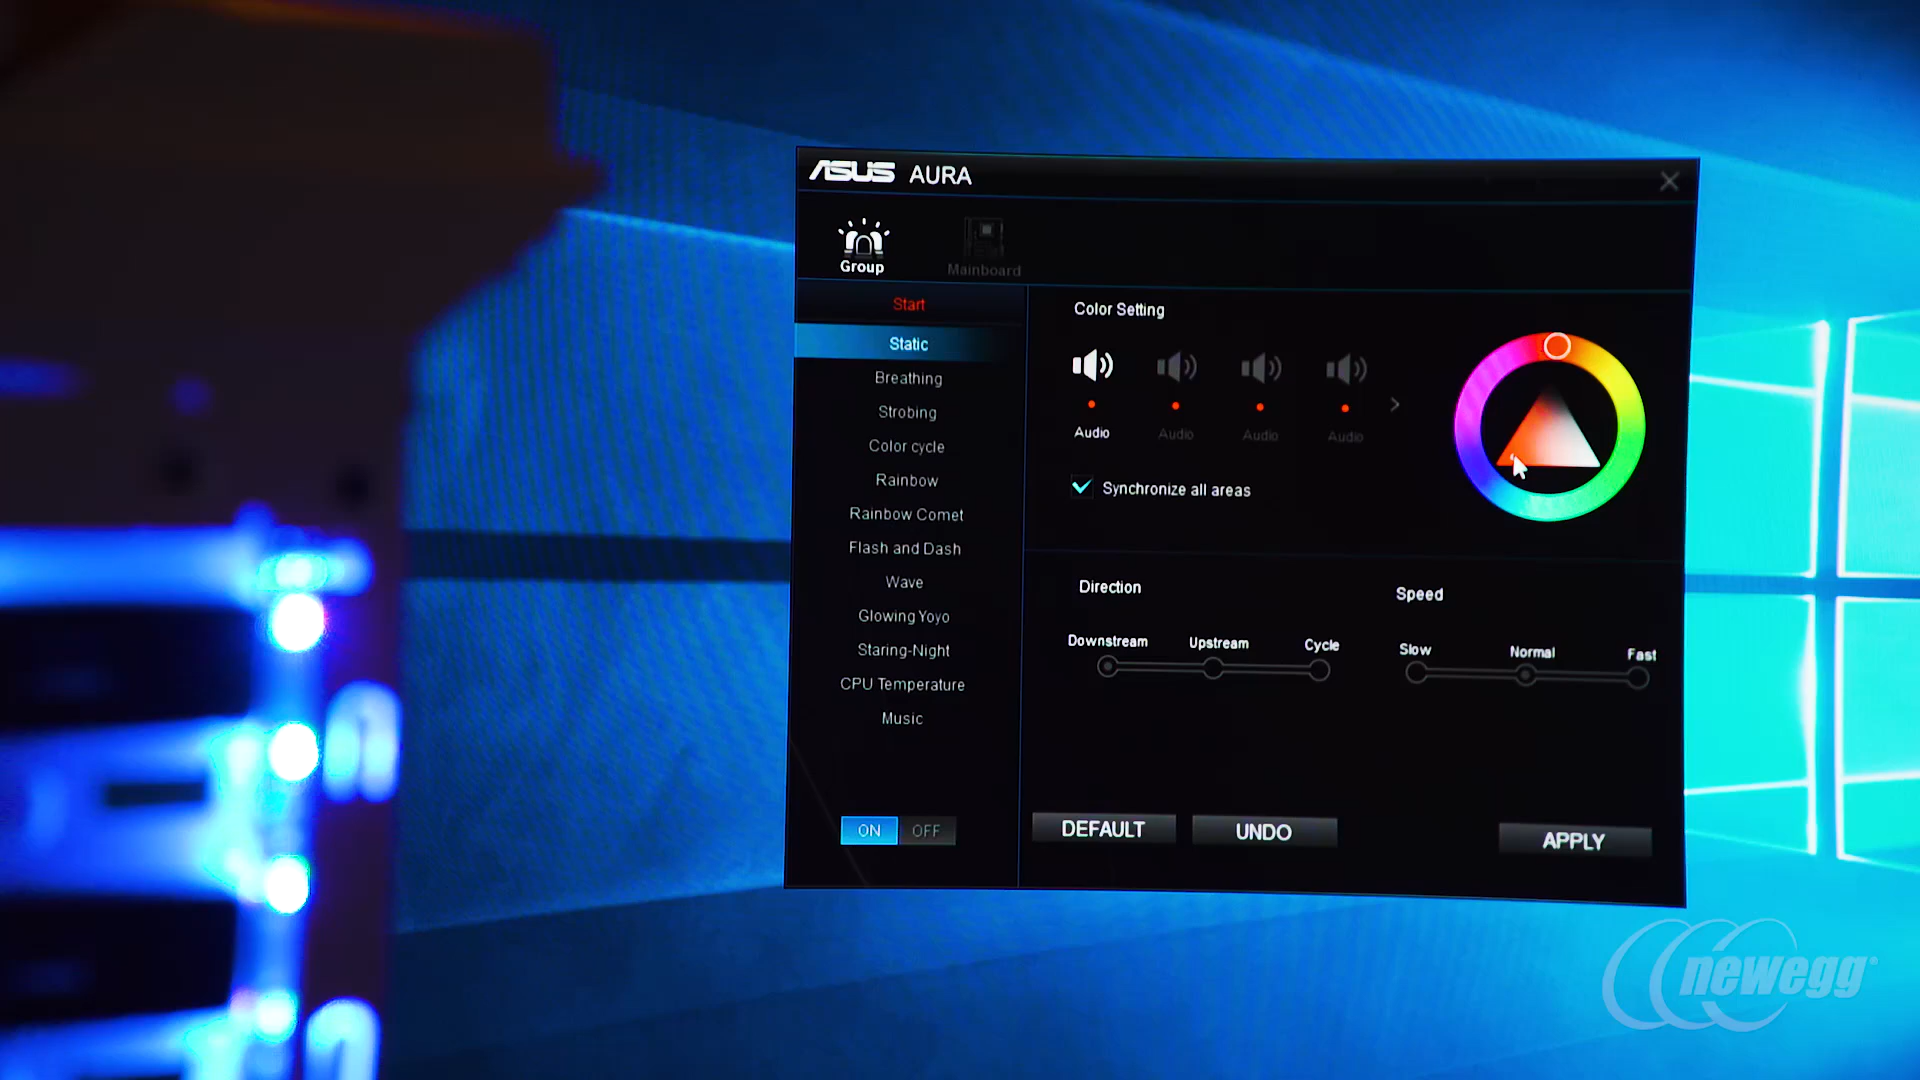 ASUS AURA
Group
Mainboard
Start
Static
Breathing
Strobing
Color cycle
Rainbow
Rainbow Comet
Flash and Dash
Wave
Glowing Yoyo
Staring-Night
CPU Temperature
Music
ON OFF
Color Setting
Audio Audio Audio Audio
Synchronize all areas
Direction
Downstream Upstream Cycle
Speed
Slow Normal Fast
DEFAULT UNDO APPLY
newegg